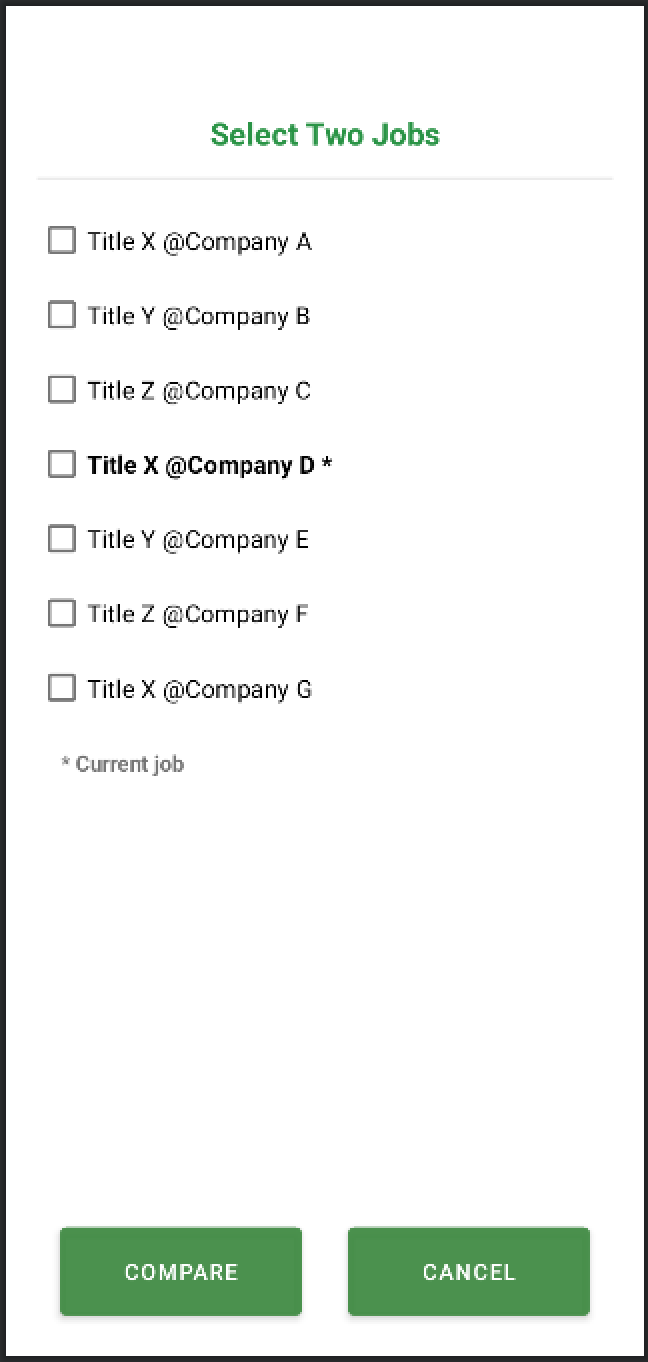 Select Two Jobs
Title X @Company A
Title Y @Company B
Title Z @Company C
Title X @Company D *
Title Y @Company E
Title Z @Company F
Title X @Company G
* Current job
COMPARE CANCEL